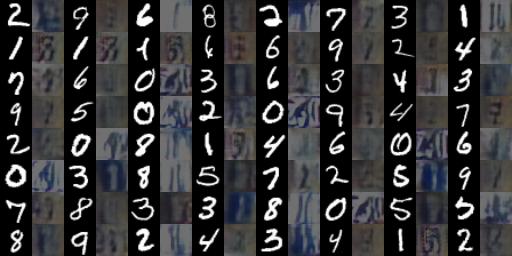 2 9 6 8 2 7 3 1
1 1 1 6 6 9 2 4
7 6 0 3 6 3 4 3
9 5 0 2 0 9 4 7
2 0 8 1 4 6 0 6
0 3 8 5 7 2 5 9
7 8 3 3 8 0 5 5
8 9 2 4 3 4 1 2